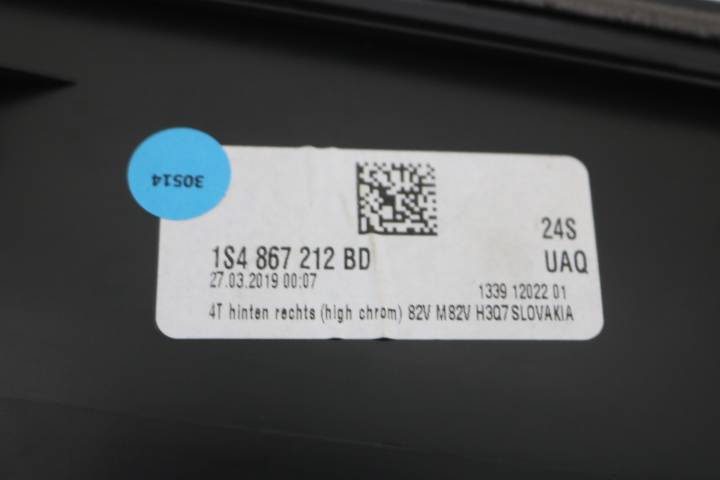 30514
24S
1S4 867 212 BD
UAQ
27.03.2019 00:07
1339 12022 01
4T hinten rechts (high chrom) 82V M82V H3Q7 SLOVAKIA